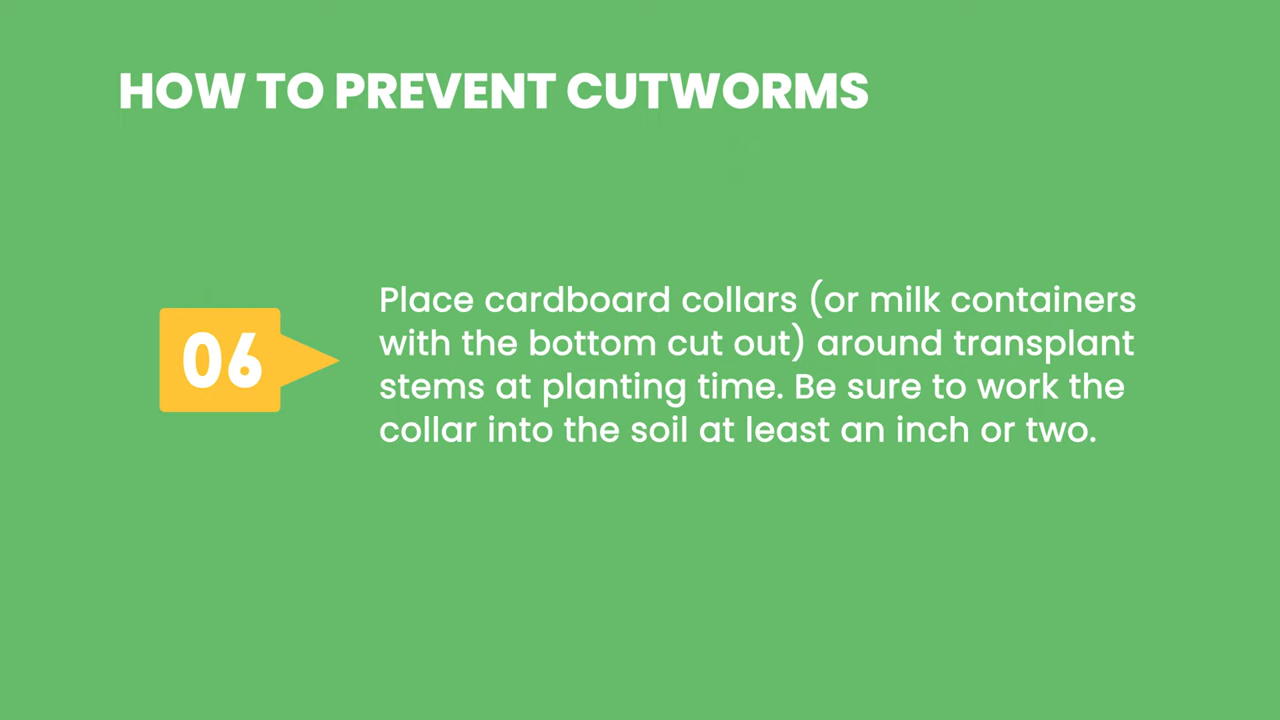 HOW TO PREVENT CUTWORMS
06
Place cardboard collars (or milk containers
with the bottom cut out) around transplant
stems at planting time. Be sure to work the
collar into the soil at least an inch or two.